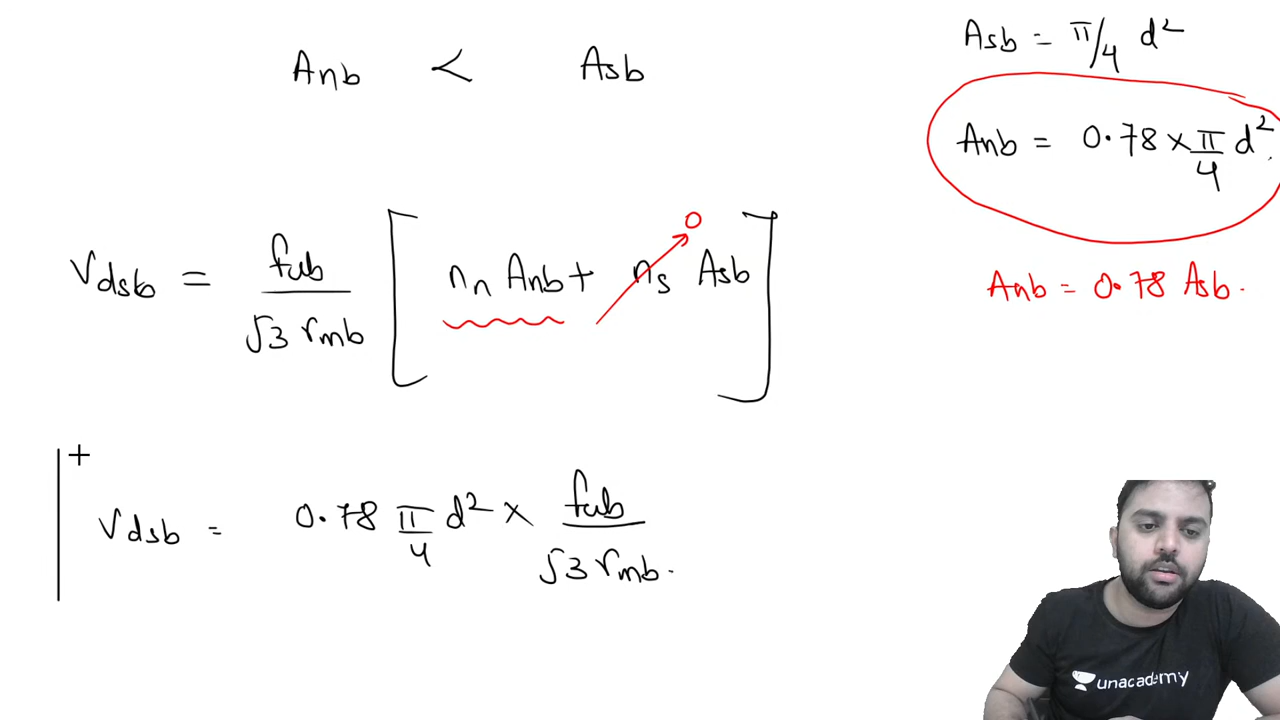 Anb < Asb
Asb = π/4 d²
Anb = 0.78 × π/4 d²
Anb = 0.78 Asb.
Vdsb = fub/√3 γmb [ nn Anb + ns Asb ] 0
Vdsb = 0.78 π/4 d² × fub/√3 γmb.
unacademy